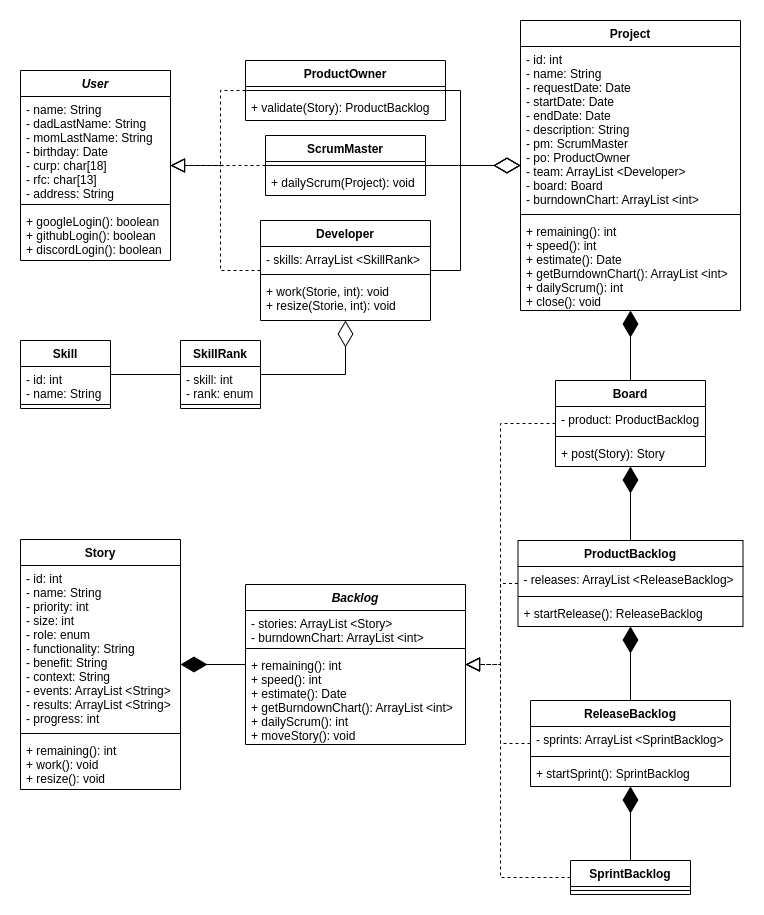 User
- name: String
- dadLastName: String
- momLastName: String
- birthday: Date
- curp: char[18]
- rfc: char[13]
- address: String
+ googleLogin(): boolean
+ githubLogin(): boolean
+ discordLogin(): boolean
ProductOwner
+ validate(Story): ProductBacklog
ScrumMaster
+ dailyScrum(Project): void
Developer
- skills: ArrayList <SkillRank>
+ work(Storie, int): void
+ resize(Storie, int): void
Project
- id: int
- name: String
- requestDate: Date
- startDate: Date
- endDate: Date
- description: String
- pm: ScrumMaster
- po: ProductOwner
- team: ArrayList <Developer>
- board: Board
- burndownChart: ArrayList <int>
+ remaining(): int
+ speed(): int
+ estimate(): Date
+ getBurndownChart(): ArrayList <int>
+ dailyScrum(): int
+ close(): void
Skill
- id: int
- name: String
SkillRank
- skill: int
- rank: enum
Board
- product: ProductBacklog
+ post(Story): Story
ProductBacklog
- releases: ArrayList <ReleaseBacklog>
+ startRelease(): ReleaseBacklog
Story
- id: int
- name: String
- priority: int
- size: int
- role: enum
- functionality: String
- benefit: String
- context: String
- events: ArrayList <String>
- results: ArrayList <String>
- progress: int
+ remaining(): int
+ work(): void
+ resize(): void
Backlog
- stories: ArrayList <Story>
- burndownChart: ArrayList <int>
+ remaining(): int
+ speed(): int
+ estimate(): Date
+ getBurndownChart(): ArrayList <int>
+ dailyScrum(): int
+ moveStory(): void
ReleaseBacklog
- sprints: ArrayList <SprintBacklog>
+ startSprint(): SprintBacklog
SprintBacklog